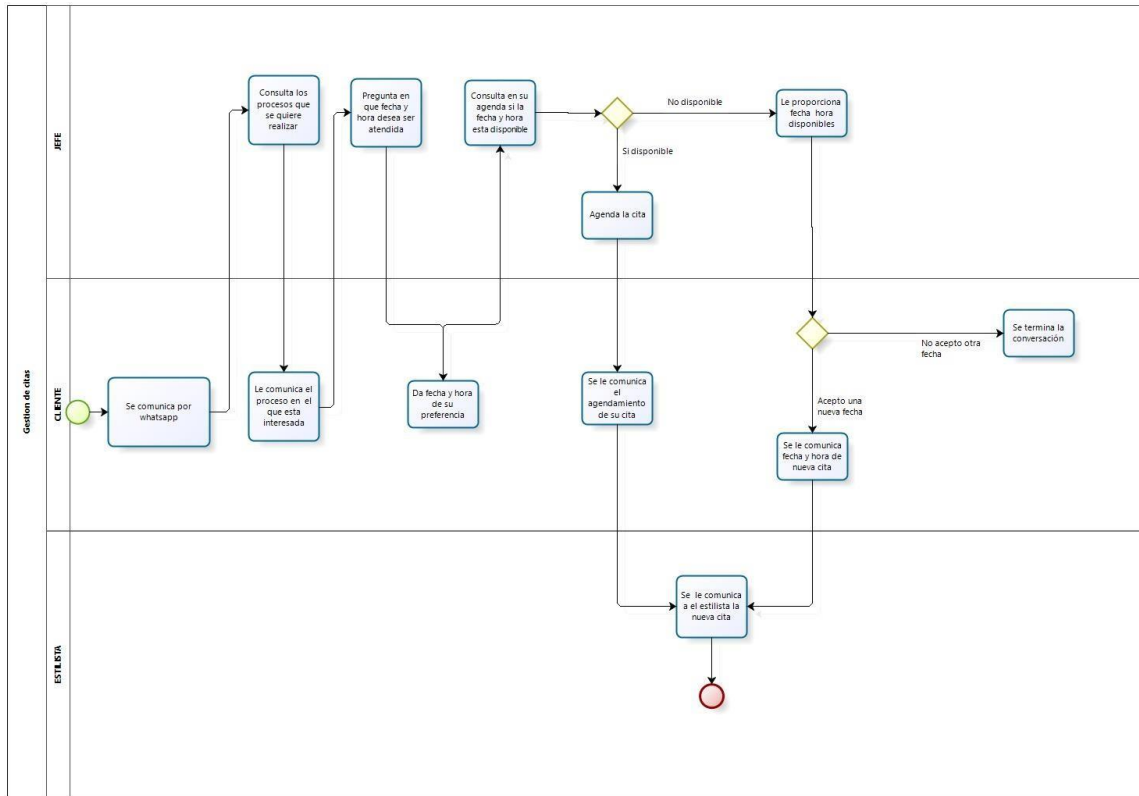 Gestion de citas
JEFE
Consulta los
procesos que
se quiere
realizar
Pregunta en
que fecha y
hora desea ser
atendida
Consulta en su
agenda si la
fecha y hora
esta disponible
No disponible
Le proporciona
fecha hora
disponibles
Si disponible
Agenda la cita
CLIENTE
Se comunica por
whatsapp
Le comunica el
proceso en el
que esta
interesada
Da fecha y hora
de su
preferencia
Se le comunica
el
agendamiento
de su cita
No acepto otra
fecha
Se termina la
conversación
Acepto una
nueva fecha
Se le comunica
fecha y hora de
nueva cita
ESTILISTA
Se le comunica
a el estilista la
nueva cita